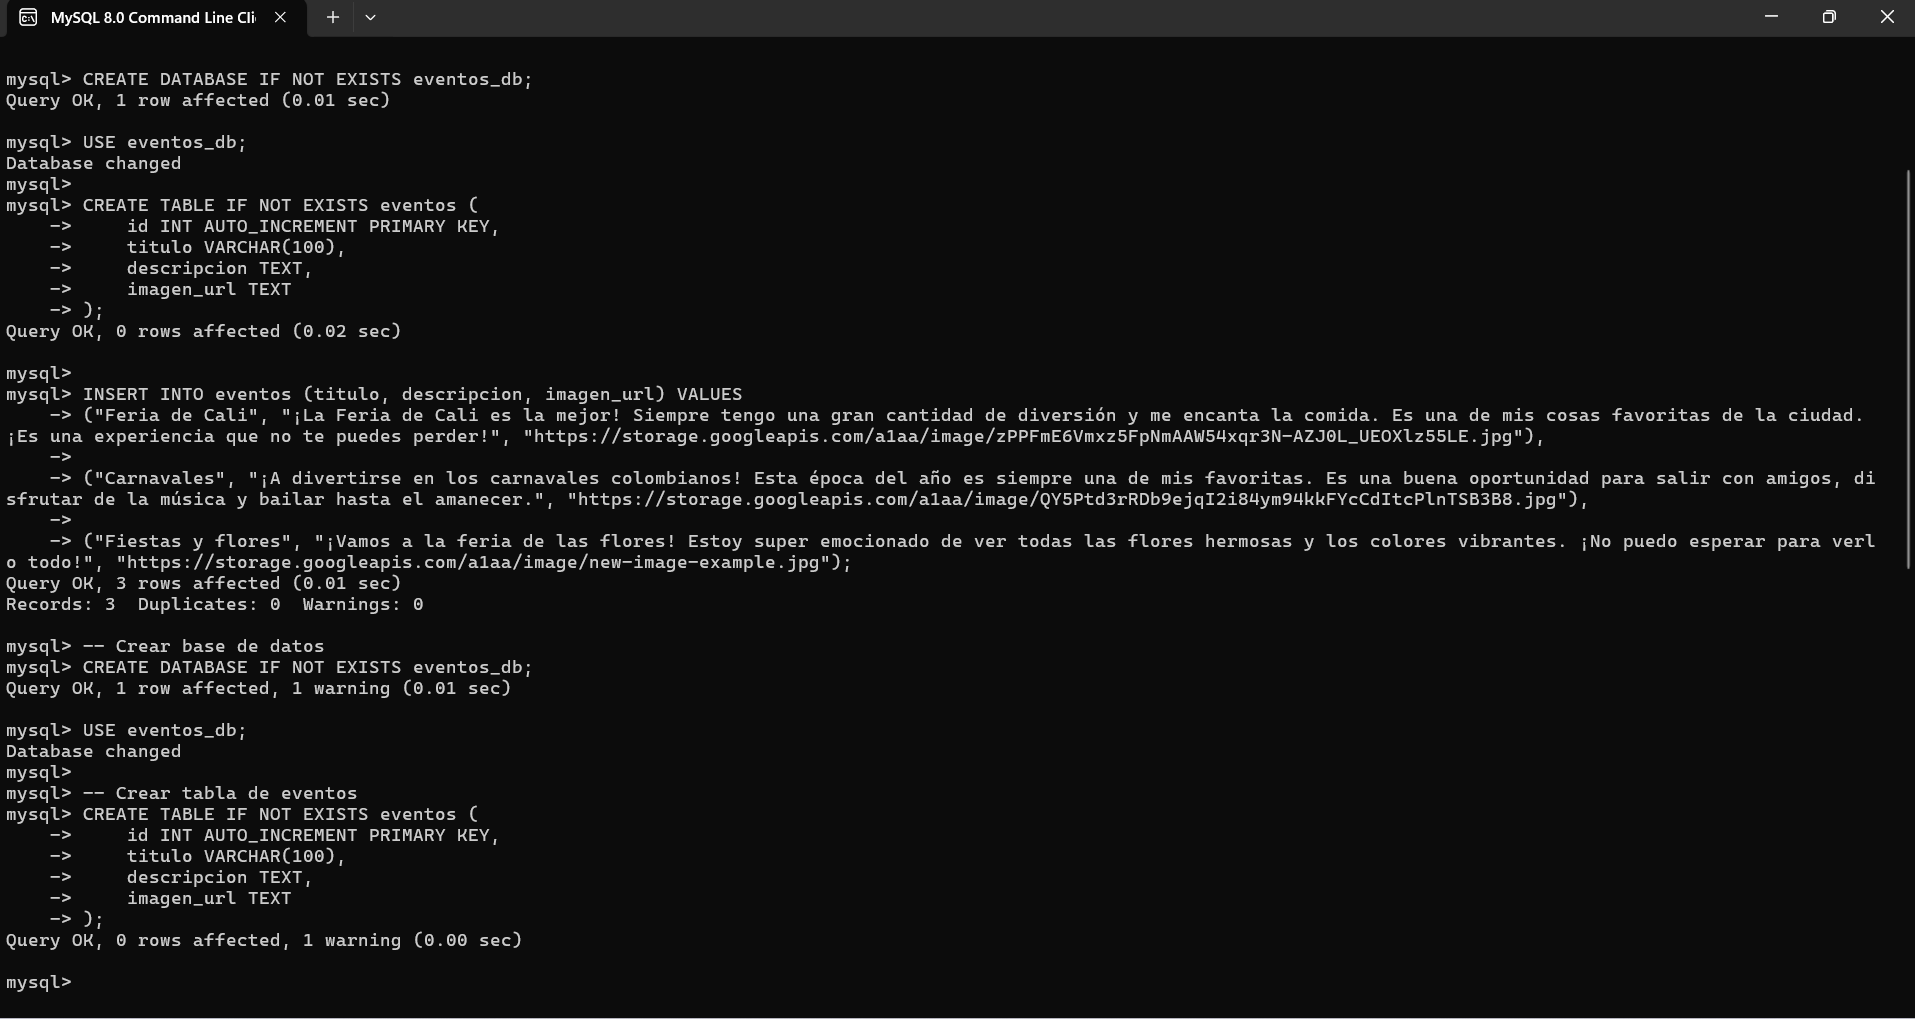 MySQL 8.0 Command Line Cli
mysql> CREATE DATABASE IF NOT EXISTS eventos_db;
Query OK, 1 row affected (0.01 sec)
mysql> USE eventos_db;
Database changed
mysql>
mysql> CREATE TABLE IF NOT EXISTS eventos (
    ->     id INT AUTO_INCREMENT PRIMARY KEY,
    ->     titulo VARCHAR(100),
    ->     descripcion TEXT,
    ->     imagen_url TEXT
    -> );
Query OK, 0 rows affected (0.02 sec)
mysql>
mysql> INSERT INTO eventos (titulo, descripcion, imagen_url) VALUES
    -> ("Feria de Cali", "¡La Feria de Cali es la mejor! Siempre tengo una gran cantidad de diversión y me encanta la comida. Es una de mis cosas favoritas de la ciudad.
¡Es una experiencia que no te puedes perder!", "https://storage.googleapis.com/a1aa/image/zPPFmE6Vmxz5FpNmAAW54xqr3N-AZJ0L_UEOXlz55LE.jpg"),
    ->
    -> ("Carnavales", "¡A divertirse en los carnavales colombianos! Esta época del año es siempre una de mis favoritas. Es una buena oportunidad para salir con amigos, di
sfrutar de la música y bailar hasta el amanecer.", "https://storage.googleapis.com/a1aa/image/QY5Ptd3rRDb9ejqI2i84ym94kkFYcCdItcPlnTSB3B8.jpg"),
    ->
    -> ("Fiestas y flores", "¡Vamos a la feria de las flores! Estoy super emocionado de ver todas las flores hermosas y los colores vibrantes. ¡No puedo esperar para verl
o todo!", "https://storage.googleapis.com/a1aa/image/new-image-example.jpg");
Query OK, 3 rows affected (0.01 sec)
Records: 3  Duplicates: 0  Warnings: 0
mysql> -- Crear base de datos
mysql> CREATE DATABASE IF NOT EXISTS eventos_db;
Query OK, 1 row affected, 1 warning (0.01 sec)
mysql> USE eventos_db;
Database changed
mysql>
mysql> -- Crear tabla de eventos
mysql> CREATE TABLE IF NOT EXISTS eventos (
    ->     id INT AUTO_INCREMENT PRIMARY KEY,
    ->     titulo VARCHAR(100),
    ->     descripcion TEXT,
    ->     imagen_url TEXT
    -> );
Query OK, 0 rows affected, 1 warning (0.00 sec)
mysql>